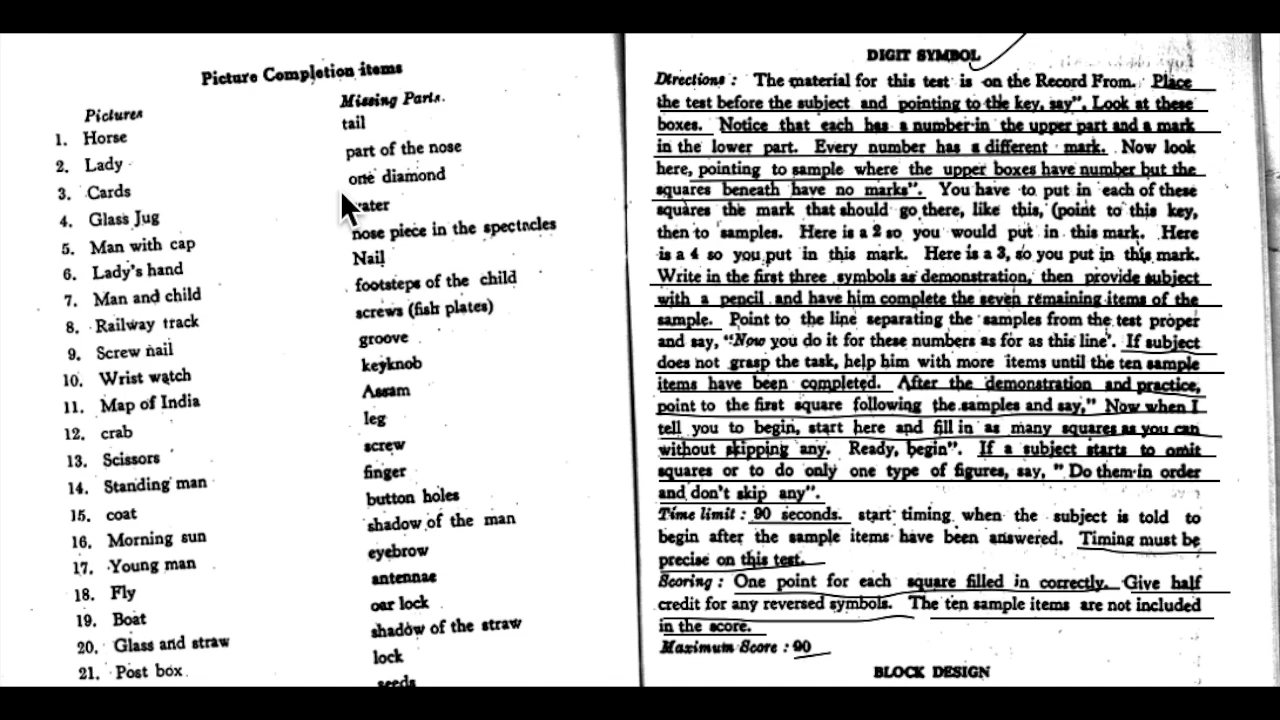 Picture Completion items
Pictures Missing Parts.
1. Horse tail
2. Lady part of the nose
3. Cards one diamond
4. Glass Jug
5. Man with cap nose piece in the spectacles
6. Lady's hand Nail
7. Man and child footsteps of the child
8. Railway track screws (fish plates)
9. Screw nail groove
10. Wrist watch keyknob
11. Map of India Assam
12. crab leg
13. Scissors screw
14. Standing man finger
15. coat button holes
16. Morning sun shadow of the man
17. Young man eyebrow
18. Fly antennae
19. Boat oar lock
20. Glass and straw shadow of the straw
21. Post box lock
seeds
DIGIT SYMBOL
Directions : The material for this test is on the Record From. Place
the test before the subject and pointing to the key, say”. Look at these
boxes. Notice that each has a number in the upper part and a mark
in the lower part. Every number has a different mark. Now look
here, pointing to sample where the upper boxes have number but the
squares beneath have no marks”. You have to put in each of these
squares the mark that should go there, like this, (point to this key,
then to samples. Here is a 2 so you would put in this mark. Here
is a 4 so you put in this mark. Here is a 3, so you put in this mark.
Write in the first three symbols as demonstration, then provide subject
with a pencil and have him complete the seven remaining items of the
sample. Point to the line separating the samples from the test proper
and say, “Now you do it for these numbers as for as this line'. If subject
does not grasp the task, help him with more items until the ten sample
items have been completed. After the demonstration and practice,
point to the first square following the samples and say,” Now when I
tell you to begin, start here and fill in as many squares as you can
without skipping any. Ready, begin”. If a subject starts to omit
squares or to do only one type of figures, say, ” Do them in order
and don't skip any”.
Time limit : 90 seconds. start timing when the subject is told to
begin after the sample items have been answered. Timing must be
precise on this test.
Scoring : One point for each square filled in correctly. Give half
credit for any reversed symbols. The ten sample items are not included
in the score.
Maximum Score : 90
BLOCK DESIGN